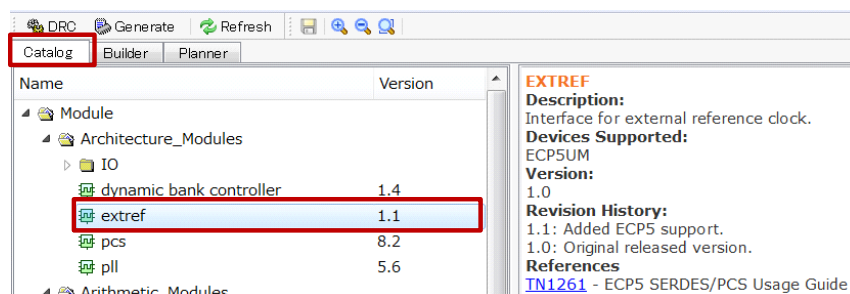 DRC Generate Refresh
Catalog Builder Planner
Name Version
Module
Architecture_Modules
IO
dynamic bank controller 1.4
extref 1.1
pcs 8.2
pll 5.6
Arithmetic_Modules
EXTREF
Description:
Interface for external reference clock.
Devices Supported:
ECP5UM
Version:
1.0
Revision History:
1.1: Added ECP5 support.
1.0: Original released version.
References
TN1261 - ECP5 SERDES/PCS Usage Guide